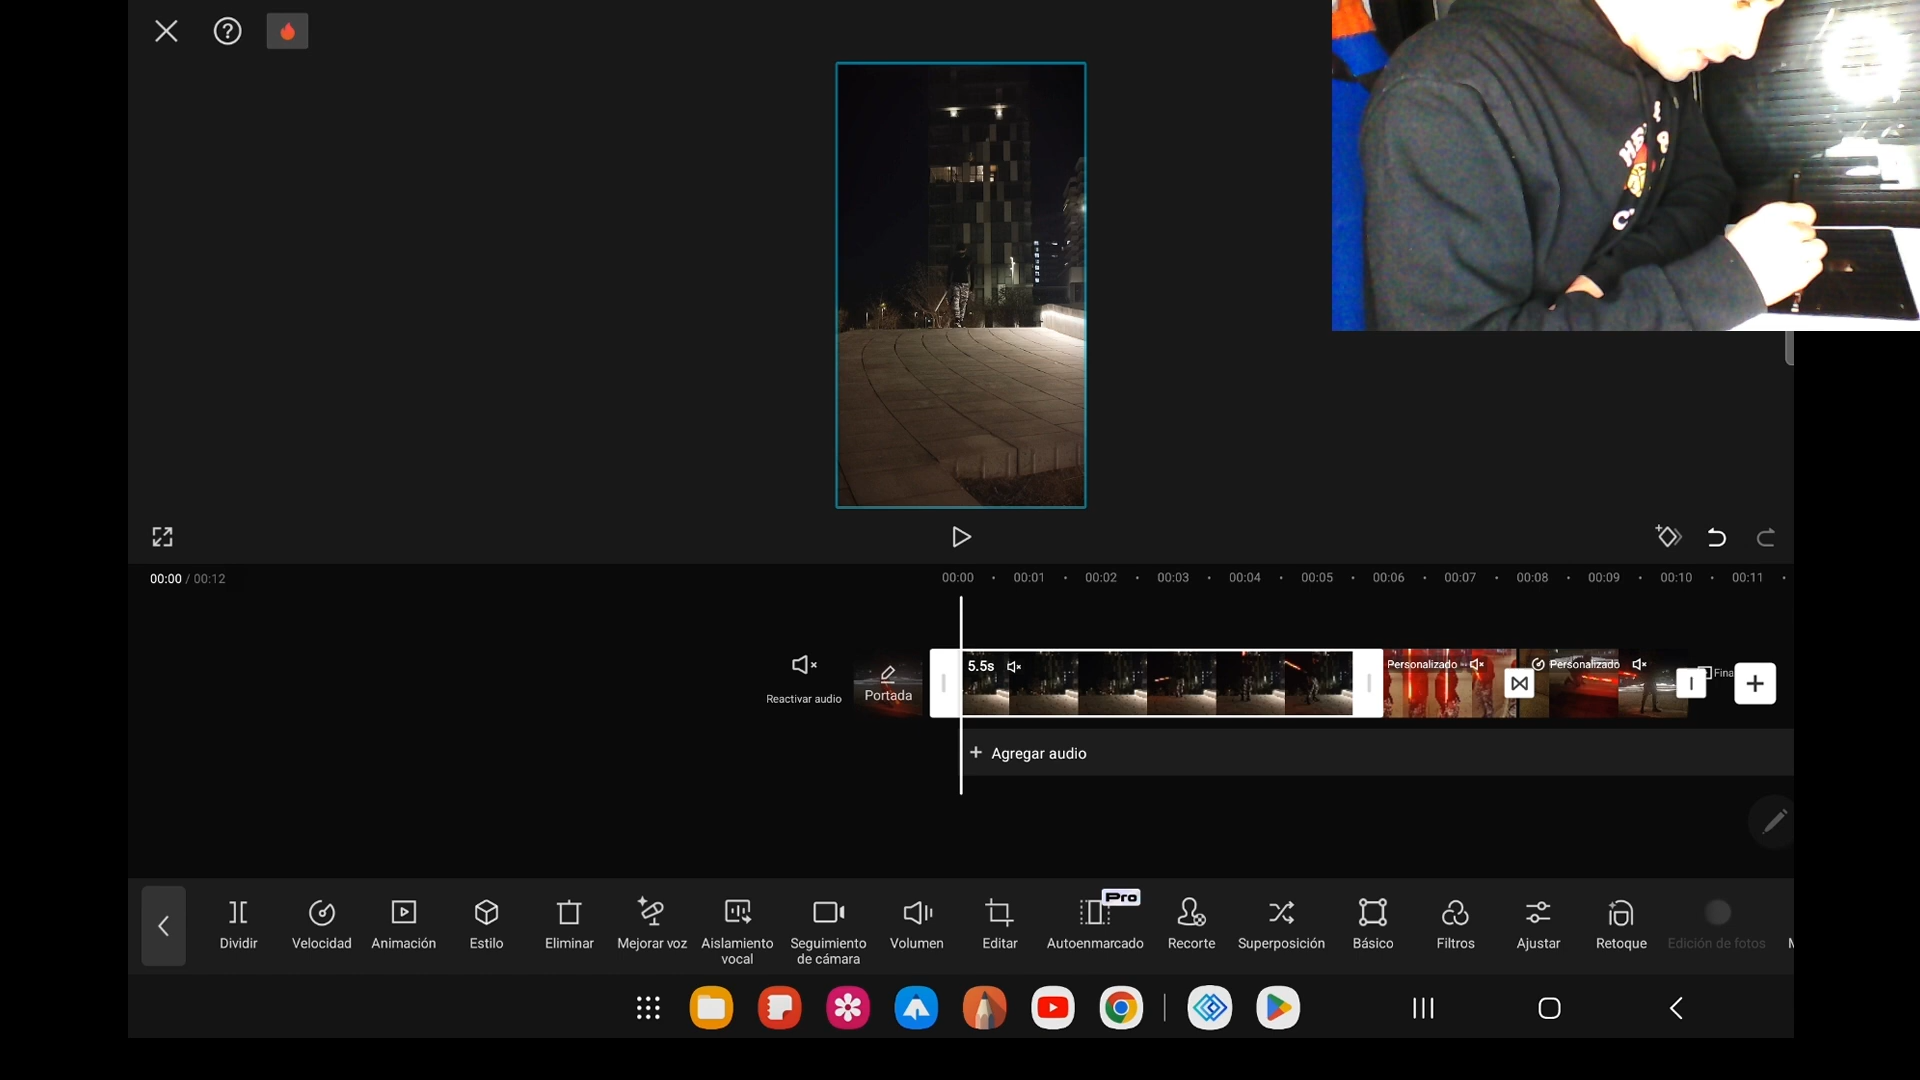 00:00 / 00:12
00:00 00:01 00:02 00:03 00:04 00:05 00:06 00:07 00:08 00:09 00:10 00:11
Reactivar audio
Portada
5.5s
Personalizado
Personalizado
Fina
Agregar audio
Pro
Dividir
Velocidad
Animación
Estilo
Eliminar
Mejorar voz
Aislamiento
vocal
Seguimiento
de cámara
Volumen
Editar
Autoenmarcado
Recorte
Superposición
Básico
Filtros
Ajustar
Retoque
Edición de fotos